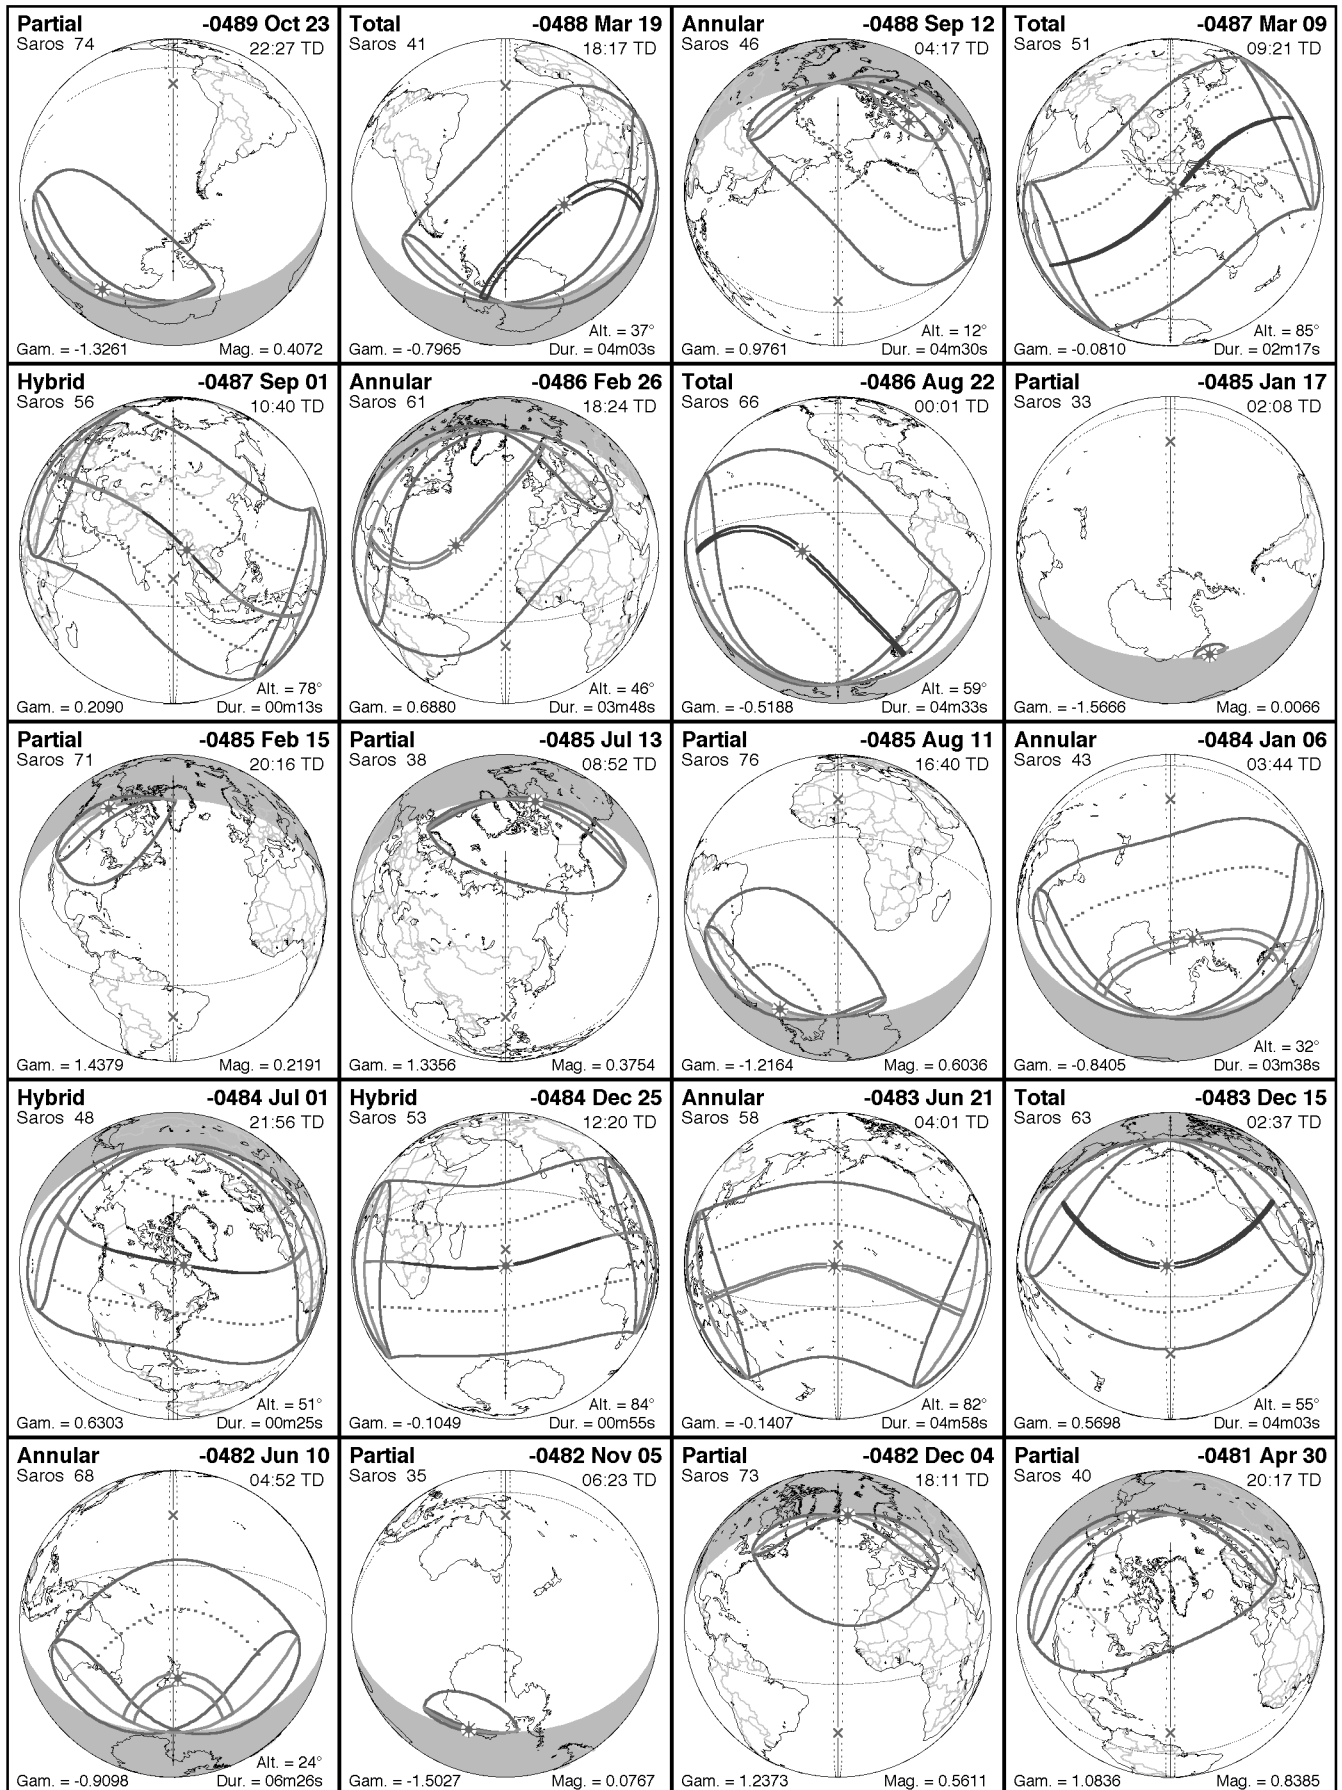 Partial -0489 Oct 23
Saros 74 22:27 TD
Gam. = -1.3261 Mag. = 0.4072
Total -0488 Mar 19
Saros 41 18:17 TD
Alt. = 37°
Gam. = -0.7965 Dur. = 04m03s
Annular -0488 Sep 12
Saros 46 04:17 TD
Alt. = 12°
Gam. = 0.9761 Dur. = 04m30s
Total -0487 Mar 09
Saros 51 09:21 TD
Alt. = 85°
Gam. = -0.0810 Dur. = 02m17s
Hybrid -0487 Sep 01
Saros 56 10:40 TD
Alt. = 78°
Gam. = 0.2090 Dur. = 00m13s
Annular -0486 Feb 26
Saros 61 18:24 TD
Alt. = 46°
Gam. = 0.6880 Dur. = 03m48s
Total -0486 Aug 22
Saros 66 00:01 TD
Alt. = 59°
Gam. = -0.5188 Dur. = 04m33s
Partial -0485 Jan 17
Saros 33 02:08 TD
Gam. = -1.5666 Mag. = 0.0066
Partial -0485 Feb 15
Saros 71 20:16 TD
Gam. = 1.4379 Mag. = 0.2191
Partial -0485 Jul 13
Saros 38 08:52 TD
Gam. = 1.3356 Mag. = 0.3754
Partial -0485 Aug 11
Saros 76 16:40 TD
Gam. = -1.2164 Mag. = 0.6036
Annular -0484 Jan 06
Saros 43 03:44 TD
Alt. = 32°
Gam. = -0.8405 Dur. = 03m38s
Hybrid -0484 Jul 01
Saros 48 21:56 TD
Alt. = 51°
Gam. = 0.6303 Dur. = 00m25s
Hybrid -0484 Dec 25
Saros 53 12:20 TD
Alt. = 84°
Gam. = -0.1049 Dur. = 00m55s
Annular -0483 Jun 21
Saros 58 04:01 TD
Alt. = 82°
Gam. = -0.1407 Dur. = 04m58s
Total -0483 Dec 15
Saros 63 02:37 TD
Alt. = 55°
Gam. = 0.5698 Dur. = 04m03s
Annular -0482 Jun 10
Saros 68 04:52 TD
Alt. = 24°
Gam. = -0.9098 Dur. = 06m26s
Partial -0482 Nov 05
Saros 35 06:23 TD
Gam. = -1.5027 Mag. = 0.0767
Partial -0482 Dec 04
Saros 73 18:11 TD
Gam. = 1.2373 Mag. = 0.5611
Partial -0481 Apr 30
Saros 40 20:17 TD
Gam. = 1.0836 Mag. = 0.8385